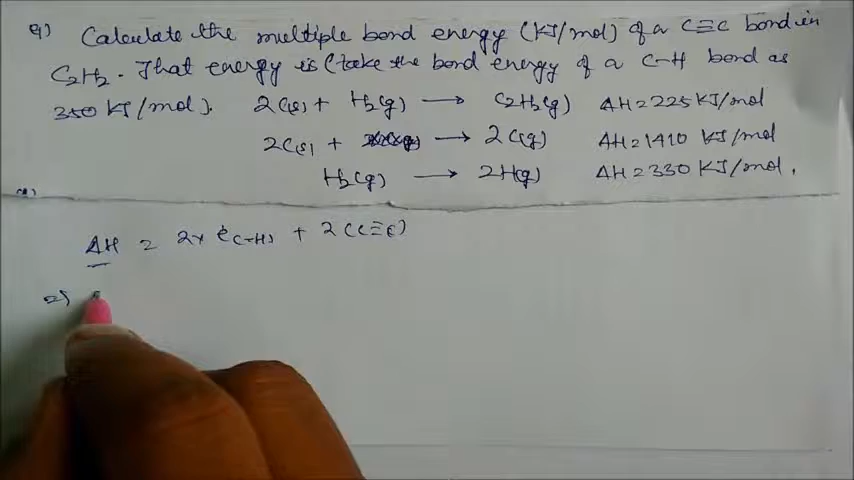 Q) Calculate the multiple bond energy (KJ/mol) of a C≡C bond in
C2H2. That energy is (take the bond energy of a C-H bond as
350 KJ/mol). 2C(s) + H2(g) → C2H2(g) ΔH=225 KJ/mol
2C(s) + → 2C(g) ΔH=1410 KJ/mol
H2(g) → 2H(g) ΔH=330 KJ/mol.
ΔH = 2x e(C-H) + 2(C≡C)